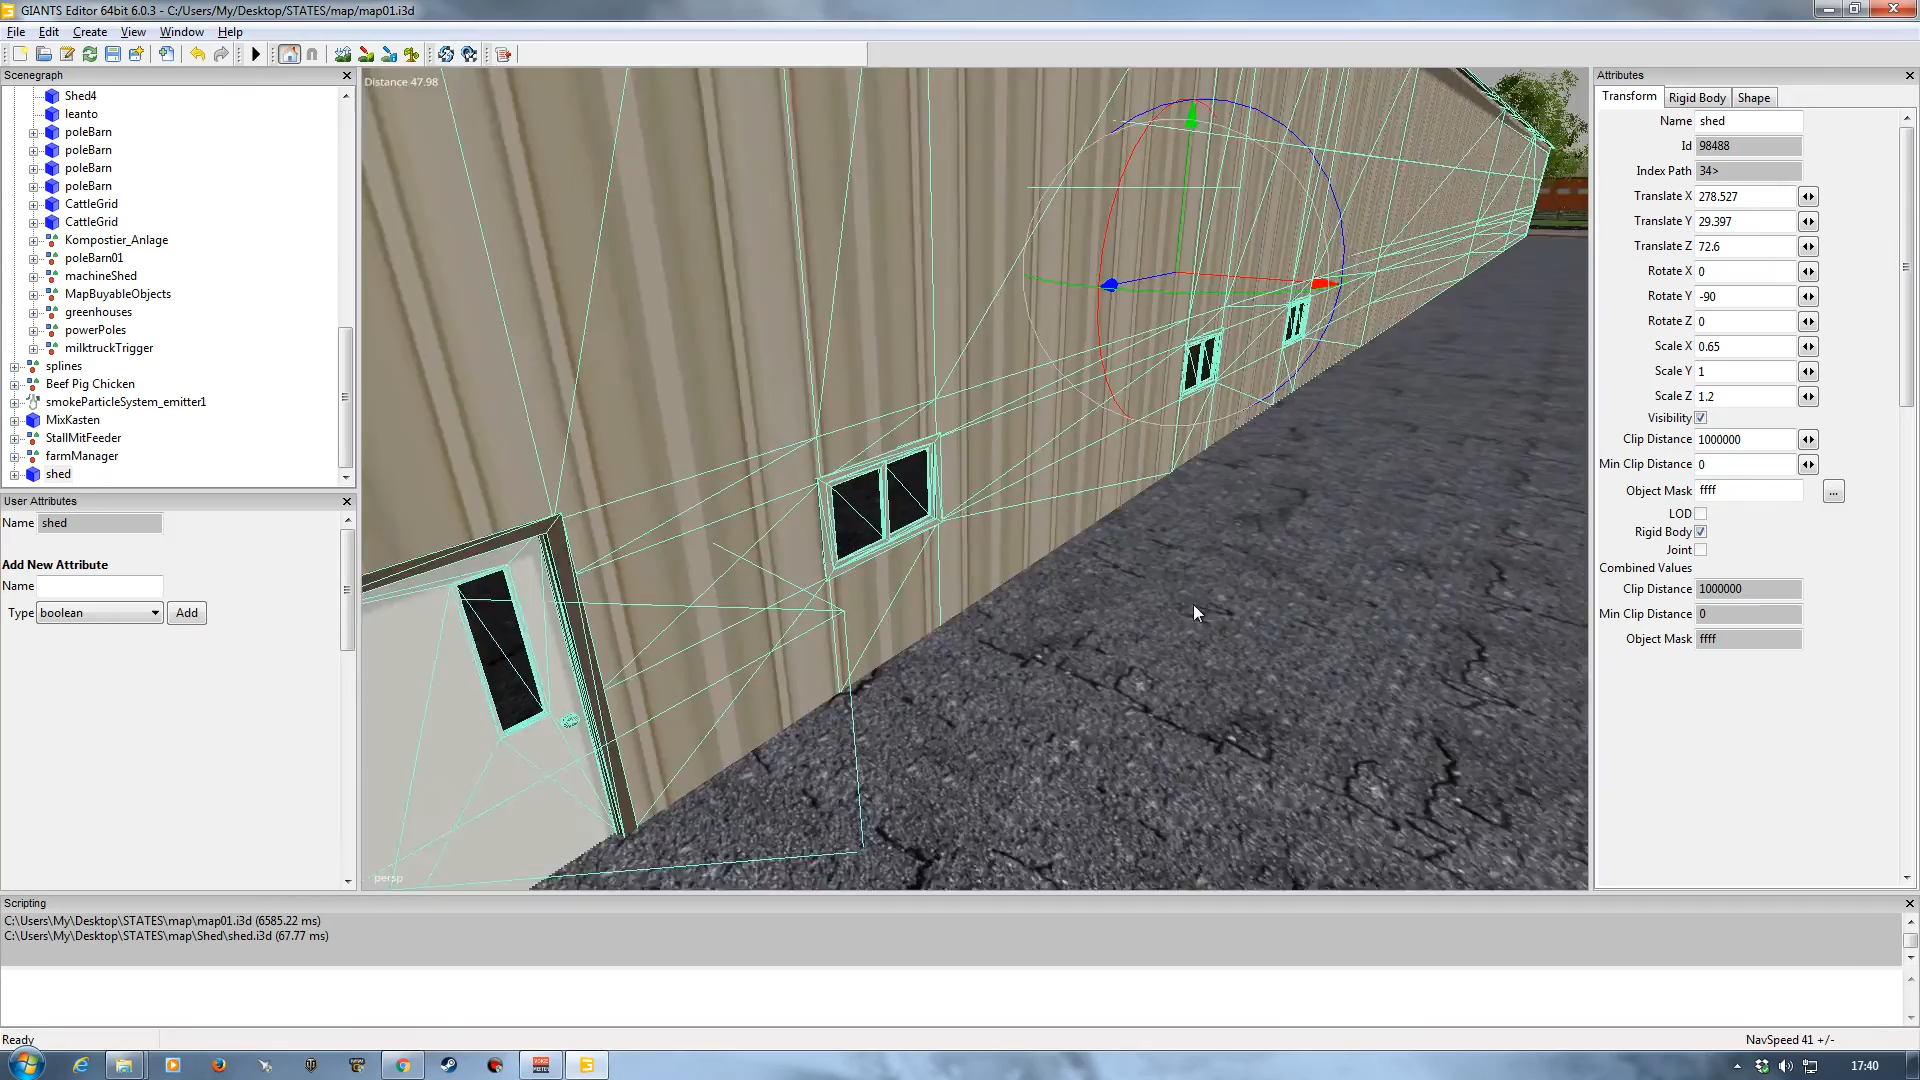 GIANTS Editor 64bit 6.0.3 - C:/Users/My/Desktop/STATES/map/map01.i3d
File Edit Create View Window Help
Scenegraph
Shed4
leanto
poleBarn
poleBarn
poleBarn
poleBarn
CattleGrid
CattleGrid
Kompostier_Anlage
poleBarn01
machineShed
MapBuyableObjects
greenhouses
powerPoles
milktruckTrigger
splines
Beef Pig Chicken
smokeParticleSystem_emitter1
MixKasten
StallMitFeeder
farmManager
shed
User Attributes
Name shed
Add New Attribute
Name
Type boolean Add
Distance 47.98
persp
Attributes
Transform Rigid Body Shape
Name shed
Id 98488
Index Path 34>
Translate X 278.527
Translate Y 29.397
Translate Z 72.6
Rotate X 0
Rotate Y -90
Rotate Z 0
Scale X 0.65
Scale Y 1
Scale Z 1.2
Visibility
Clip Distance 1000000
Min Clip Distance 0
Object Mask ffff ...
LOD
Rigid Body
Joint
Combined Values
Clip Distance 1000000
Min Clip Distance 0
Object Mask ffff
Scripting
C:\Users\My\Desktop\STATES\map\map01.i3d (6585.22 ms)
C:\Users\My\Desktop\STATES\map\Shed\shed.i3d (67.77 ms)
Ready
NavSpeed 41 +/-
17:40